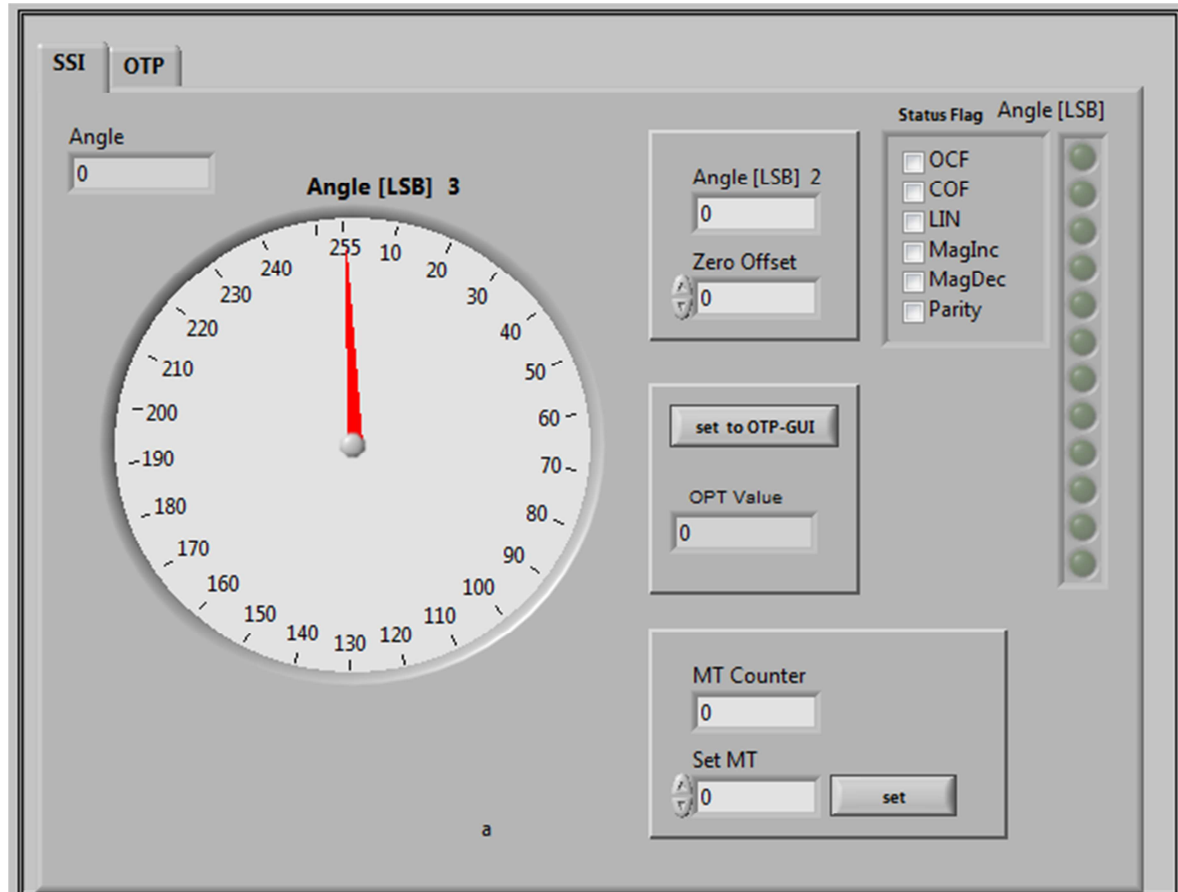 SSI OTP
Angle
0
Angle [LSB] 3
255
10
20
30
40
50
60
70
80
90
100
110
120
130
140
150
160
170
180
190
200
210
220
230
240
Angle [LSB] 2
0
Zero Offset
0
Status Flag Angle [LSB]
OCF
COF
LIN
MagInc
MagDec
Parity
set to OTP-GUI
OPT Value
0
MT Counter
0
Set MT
0 set
a